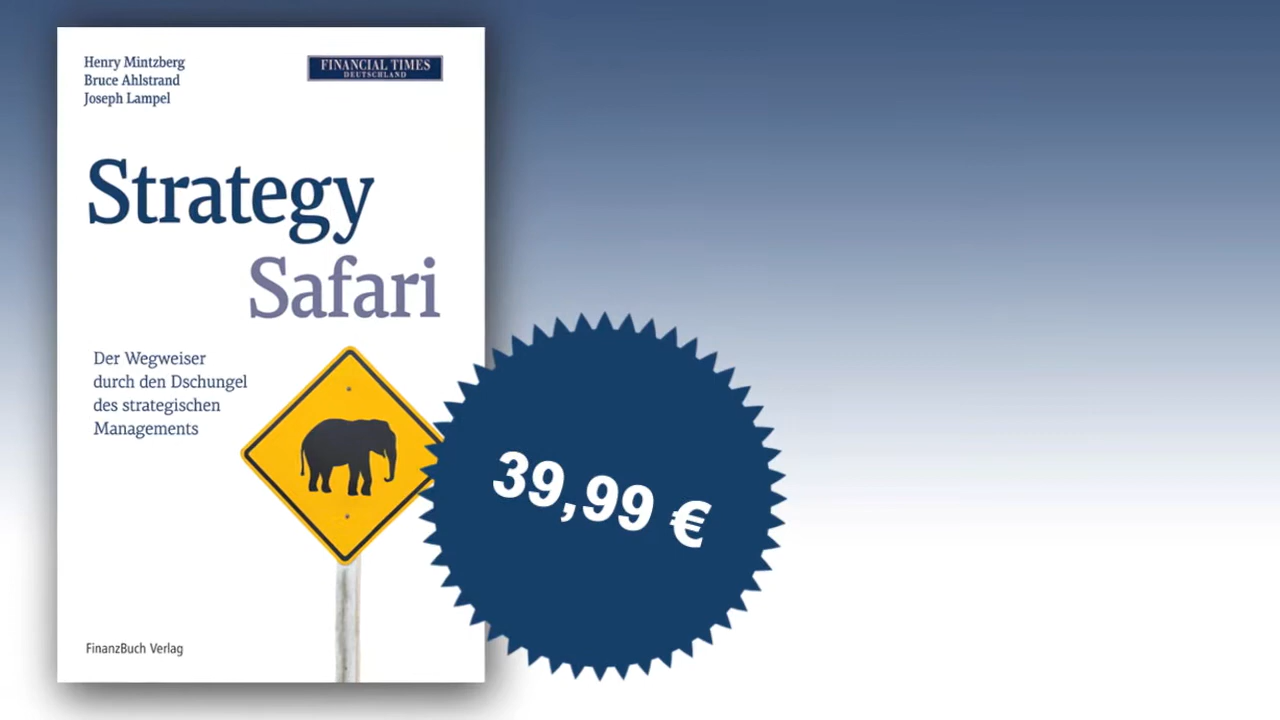 Henry Mintzberg
Bruce Ahlstrand
Joseph Lampel
FINANCIAL TIMES
DEUTSCHLAND
Strategy
Safari
Der Wegweiser
durch den Dschungel
des strategischen
Managements
39,99 €
FinanzBuch Verlag